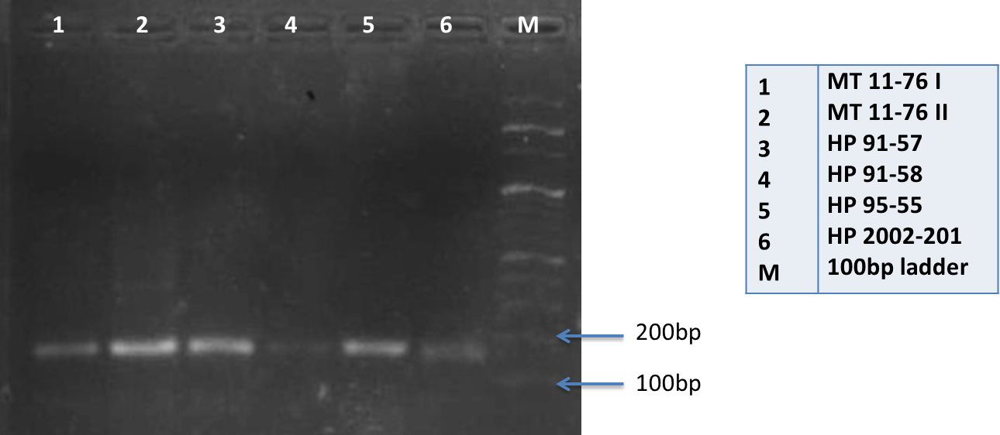 1 2 3 4 5 6 M
1 MT 11-76 I
2 MT 11-76 II
3 HP 91-57
4 HP 91-58
5 HP 95-55
6 HP 2002-201
M 100bp ladder
200bp
100bp